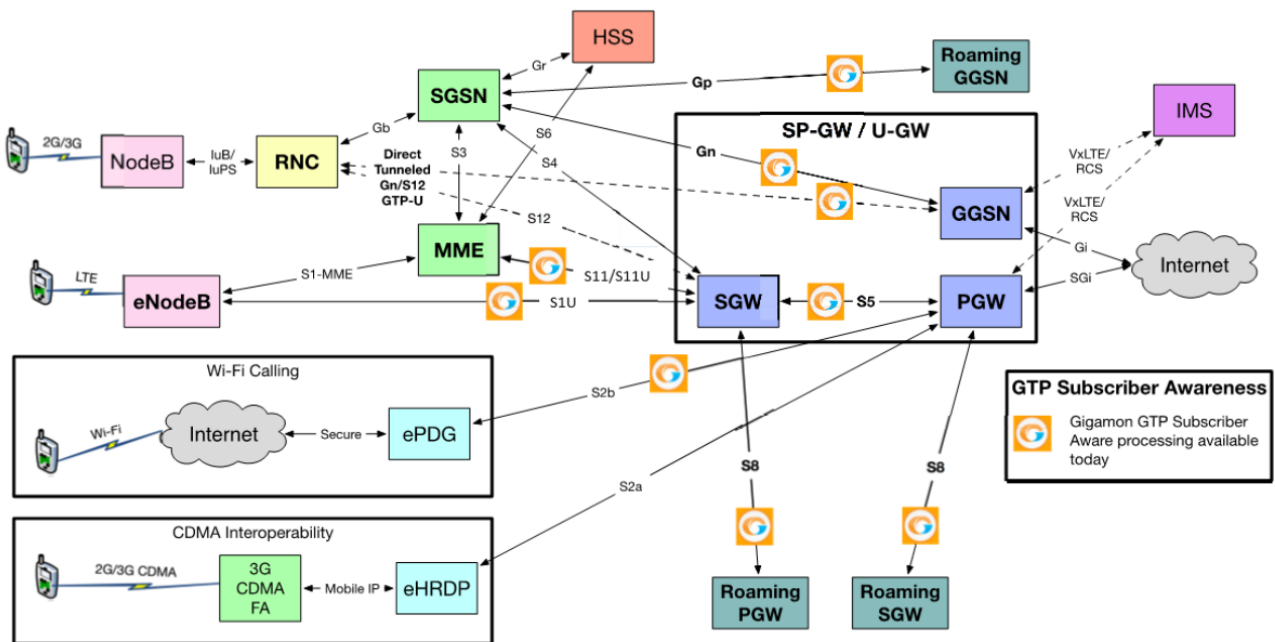 HSS
Gr
Gp
Roaming
GGSN
SGSN
SP-GW / U-GW
IMS
2G/3G
NodeB
IuB/
IuPS
RNC
Gb
Direct
Tunneled
Gn/S12
GTP-U
S3
S6
S4
Gn
VxLTE/
RCS
VxLTE/
RCS
GGSN
S12
MME
Gi
Internet
LTE
eNodeB
S1-MME
S11/S11U
S1U
SGW
S5
PGW
SGi
Wi-Fi Calling
Wi-Fi
Internet
Secure
ePDG
S2b
GTP Subscriber Awareness
Gigamon GTP Subscriber
Aware processing available
today
S8
S8
S2a
CDMA Interoperability
2G/3G CDMA
3G
CDMA
FA
Mobile IP
eHRDP
Roaming
PGW
Roaming
SGW